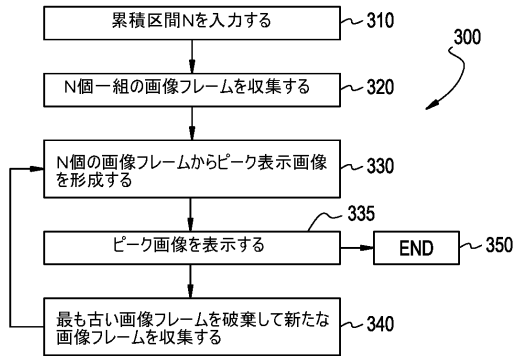 累積区間Nを入力する
310
300
N個一組の画像フレームを収集する
320
N個の画像フレームからピーク表示画像
を形成する
330
335
ピーク画像を表示する
END
350
最も古い画像フレームを破棄して新たな
画像フレームを収集する
340